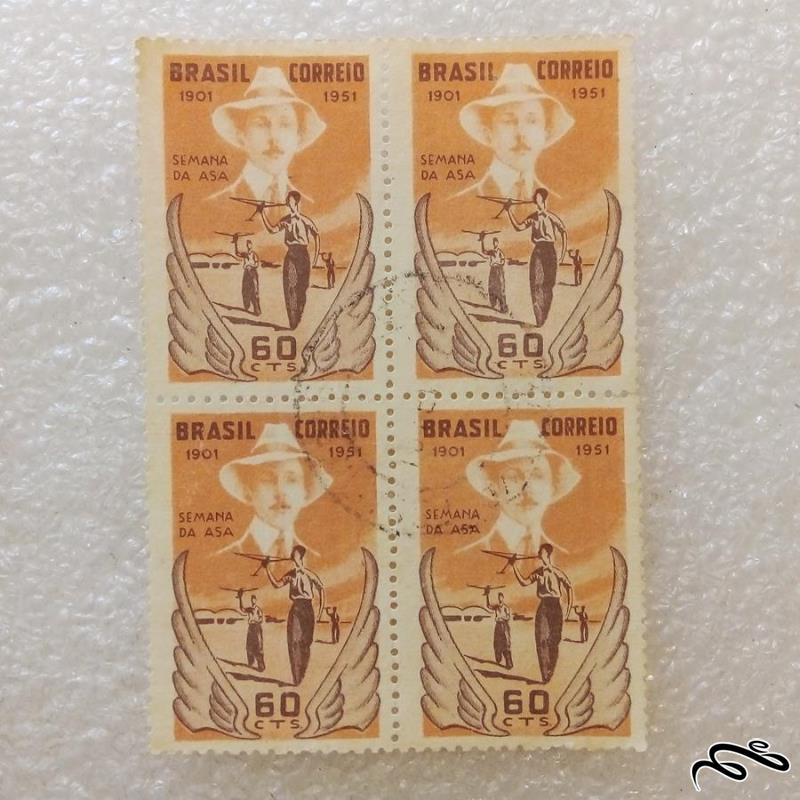 BRASIL CORREIO
1901 1951
SEMANA
DA ASA
60
CTS.
BRASIL CORREIO
1901 1951
SEMANA
DA ASA
60
CTS.
BRASIL CORREIO
1901 1951
SEMANA
DA ASA
60
CTS.
BRASIL CORREIO
1901 1951
SEMANA
DA ASA
60
CTS.